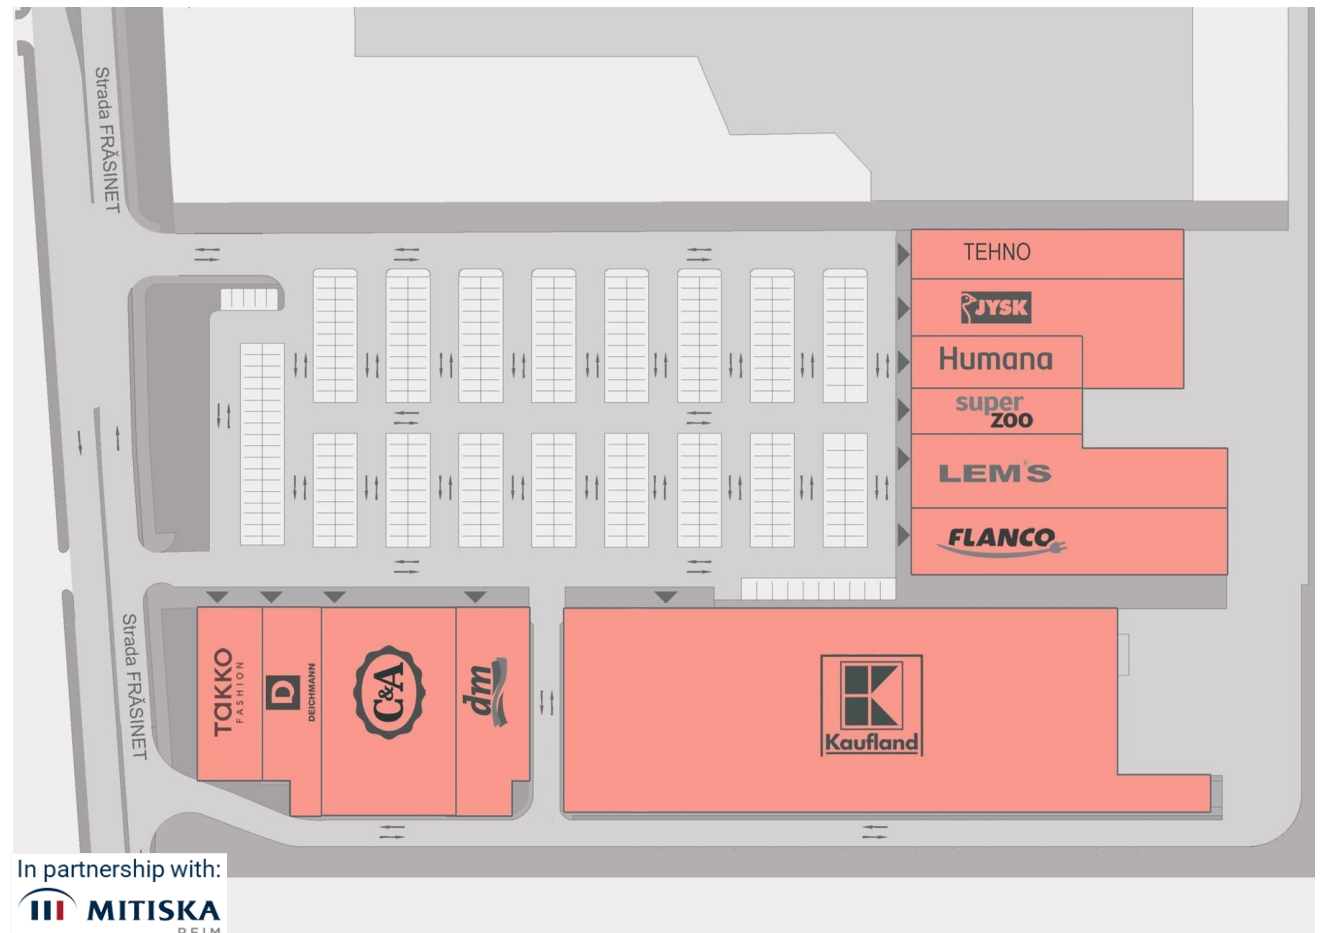 Strada FRĂSINET
TEHNO
JYSK
Humana
super
zoo
LEM'S
FLANCO
Strada FRĂSINET
TAKKO
FASHION
D
DEICHMANN
C&A
dm
K
Kaufland
In partnership with:
MITISKA
REIM